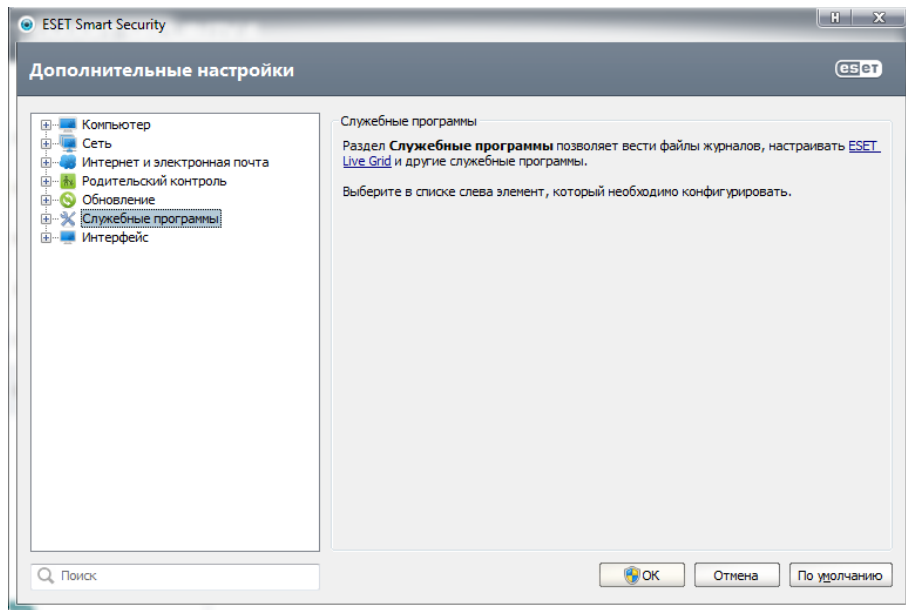 ESET Smart Security
H X
Дополнительные настройки
eset
Компьютер
Сеть
Интернет и электронная почта
Родительский контроль
Обновление
Служебные программы
Интерфейс
Служебные программы
Раздел Служебные программы позволяет вести файлы журналов, настраивать ESET
Live Grid и другие служебные программы.
Выберите в списке слева элемент, который необходимо конфигурировать.
Поиск
OK
Отмена
По умолчанию